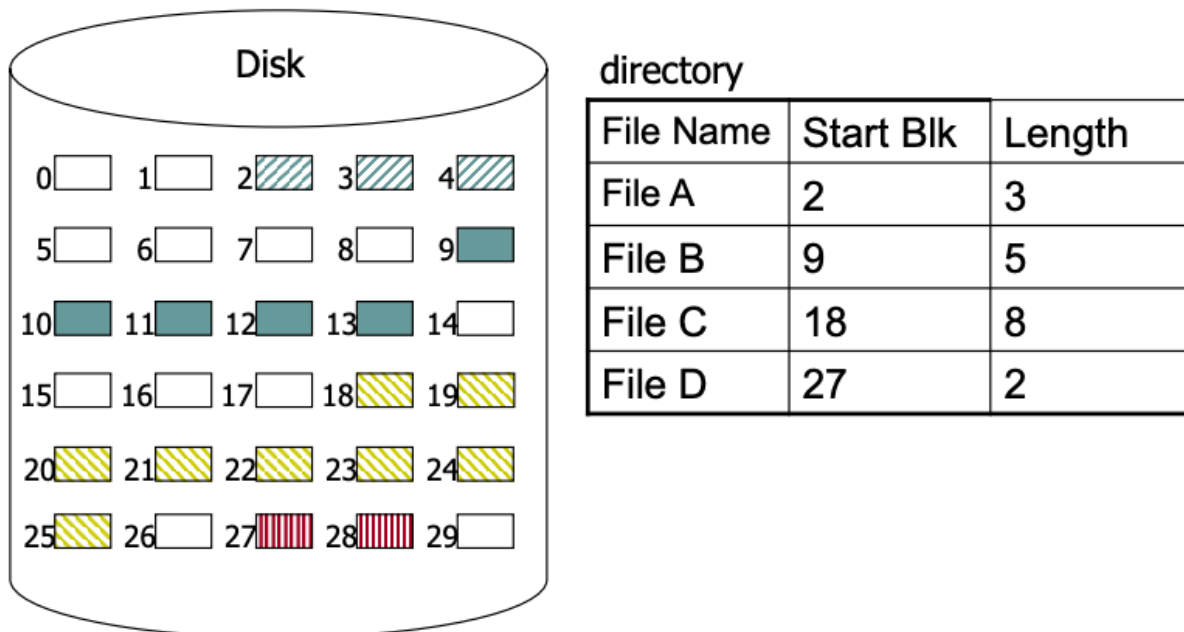 Disk
0 1 2 3 4
5 6 7 8 9
10 11 12 13 14
15 16 17 18 19
20 21 22 23 24
25 26 27 28 29
directory
File Name Start Blk Length
File A 2 3
File B 9 5
File C 18 8
File D 27 2